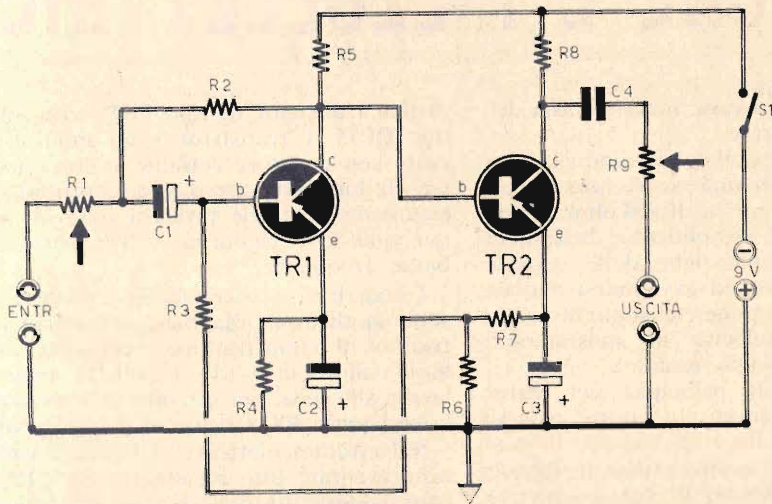 R5
R8
R2
C4
S1
R1
+
c
c
R9
b
b
C1
e
e
−
9 V
+
TR1
TR2
ENTR.
R3
USCITA
R7
R4
C2
+
R6
C3
+